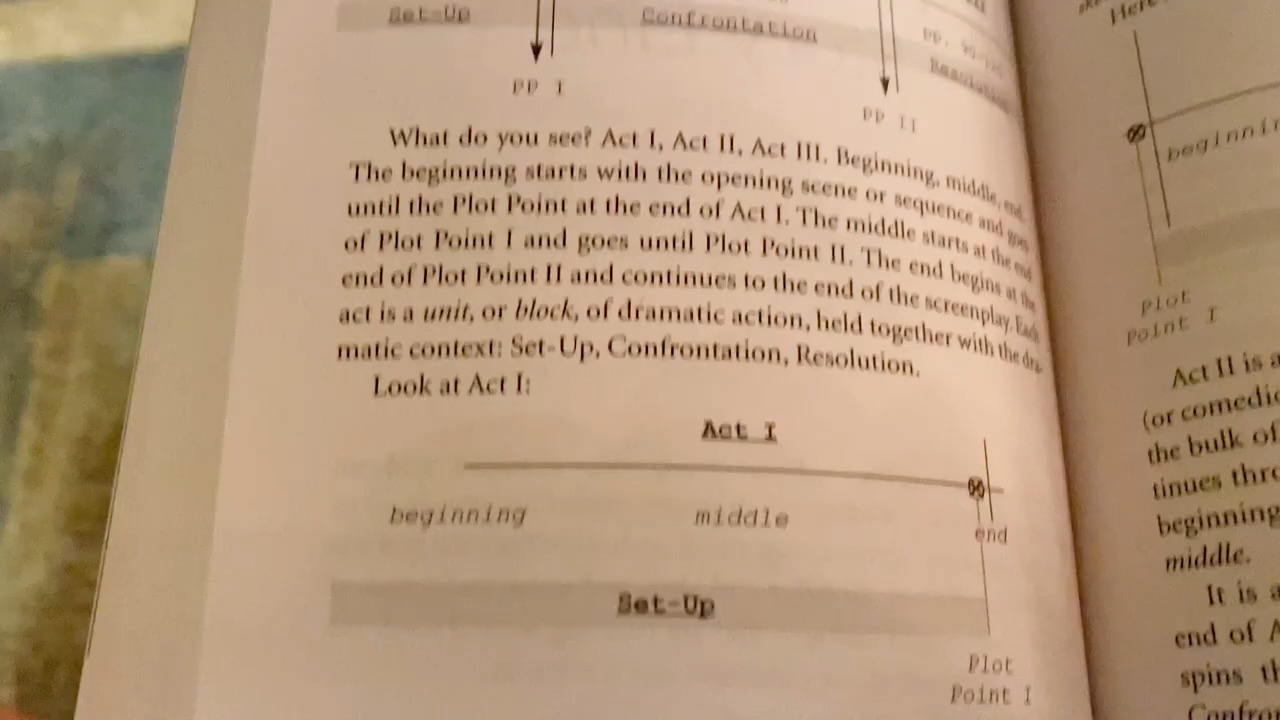 Set-Up Confrontation
PP. 90-
Resolution
PP I
PP II
What do you see? Act I, Act II, Act III. Beginning, middle, end.
The beginning starts with the opening scene or sequence and goes
until the Plot Point at the end of Act I. The middle starts at the end
of Plot Point I and goes until Plot Point II. The end begins at the
end of Plot Point II and continues to the end of the screenplay. Each
act is a unit, or block, of dramatic action, held together with the dra-
matic context: Set-Up, Confrontation, Resolution.
Look at Act I:
Act I
beginning middle end
Set-Up
Plot
Point I
Here
beginnin
Plot
Point I
Act II is a
(or comedic
the bulk of
tinues thro
beginning
middle.
It is a
end of A
spins th
Confron